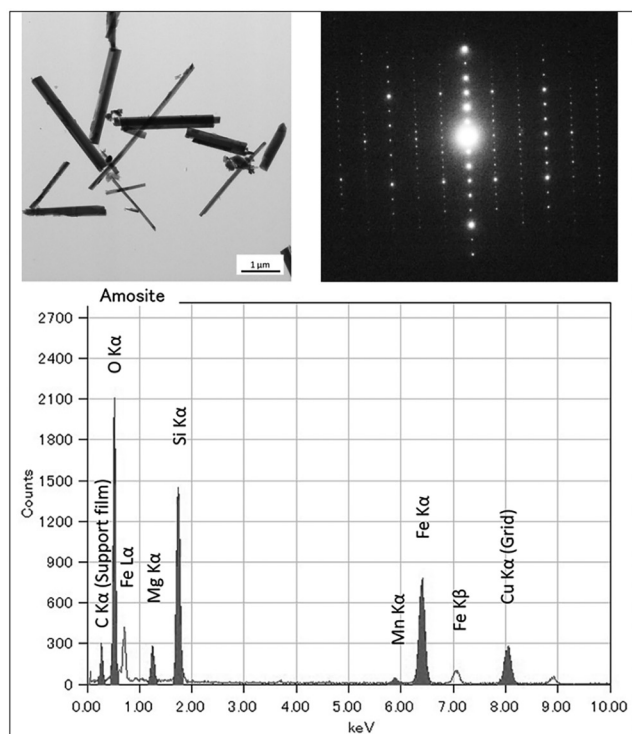 1 µm
Amosite
2700
2400
2100
1800
1500
1200
900
600
300
0
Counts
C Kα (Support film)
O Kα
Fe Lα
Mg Kα
Si Kα
Mn Kα
Fe Kα
Fe Kβ
Cu Kα (Grid)
0.00 1.00 2.00 3.00 4.00 5.00 6.00 7.00 8.00 9.00 10.00
keV